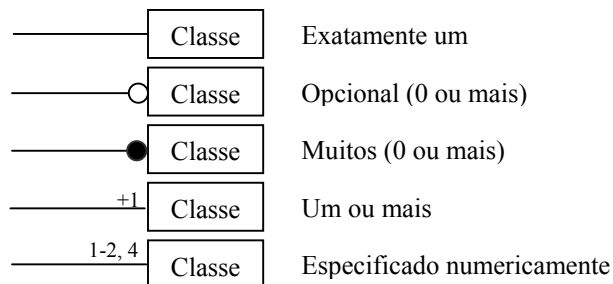 Classe Exatamente um
Classe Opcional (0 ou mais)
Classe Muitos (0 ou mais)
+1 Classe Um ou mais
1-2, 4 Classe Especificado numericamente